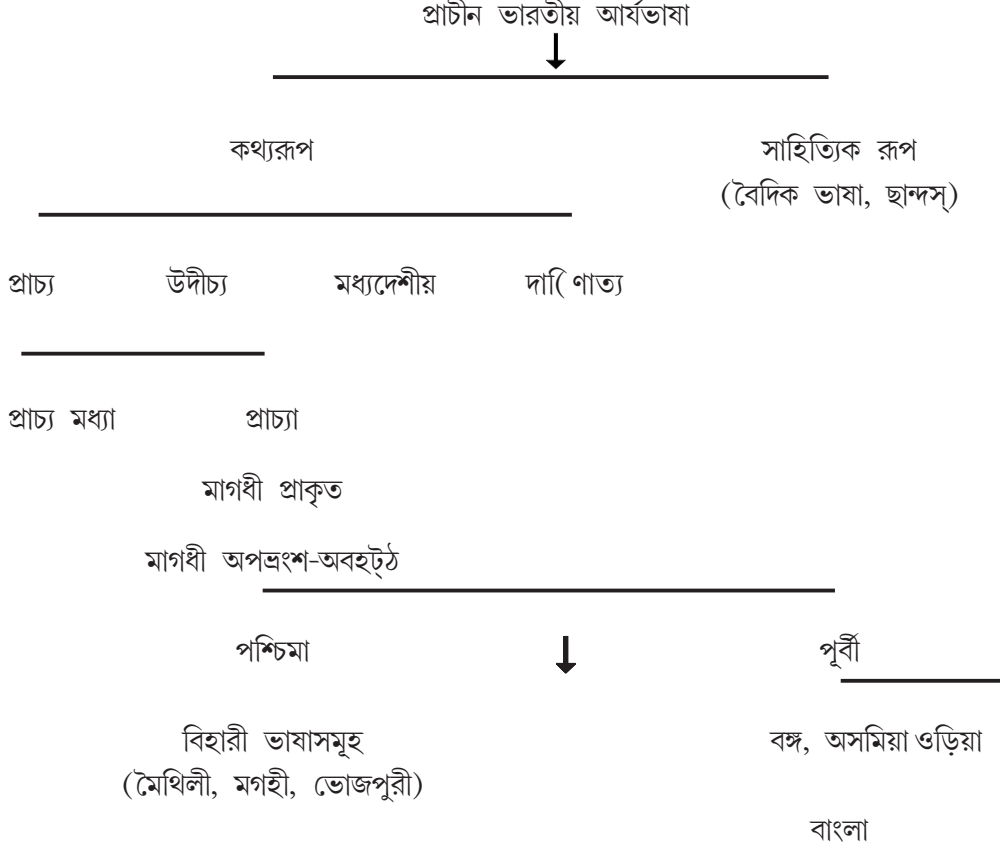 প্রাচীন ভারতীয় আর্যভাষা
কথ্যরূপ সাহিত্যিক রূপ
(বৈদিক ভাষা, ছান্দস্)
প্রাচ্য উদীচ্য মধ্যদেশীয় দা( িণাত্য
প্রাচ্য মধ্যা প্রাচ্যা
মাগধী প্রাকৃত
মাগধী অপভ্রংশ-অবহট্‌ঠ
পশ্চিমা পূর্বী
বিহারী ভাষাসমূহ বঙ্গ, অসমিয়া ওড়িয়া
(মৈথিলী, মগহী, ভোজপুরী)
বাংলা